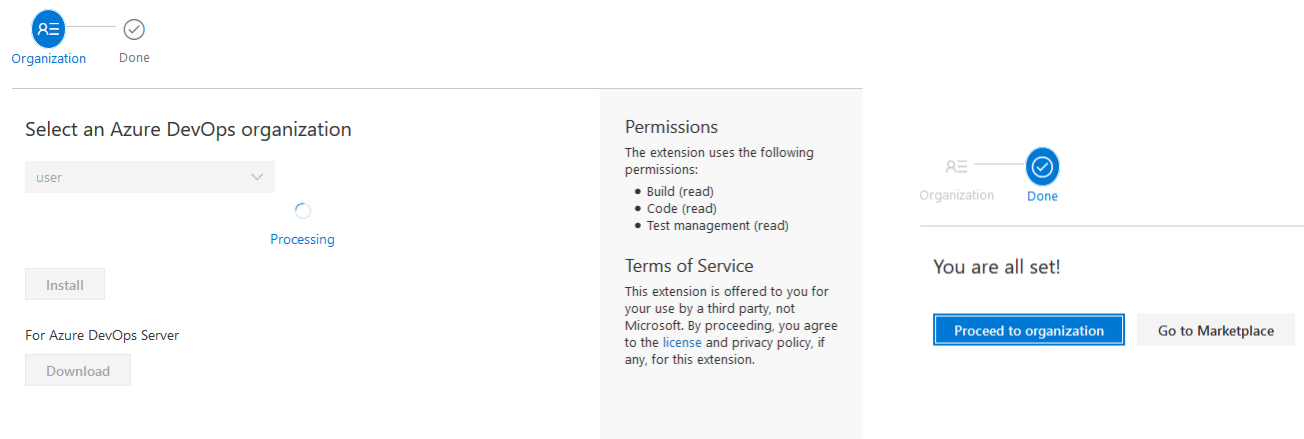 Organization
Done
Select an Azure DevOps organization
user
Processing
Install
For Azure DevOps Server
Download
Permissions
The extension uses the following
permissions:
Build (read)
Code (read)
Test management (read)
Terms of Service
This extension is offered to you for
your use by a third party, not
Microsoft. By proceeding, you agree
to the license and privacy policy, if
any, for this extension.
Organization
Done
You are all set!
Proceed to organization
Go to Marketplace